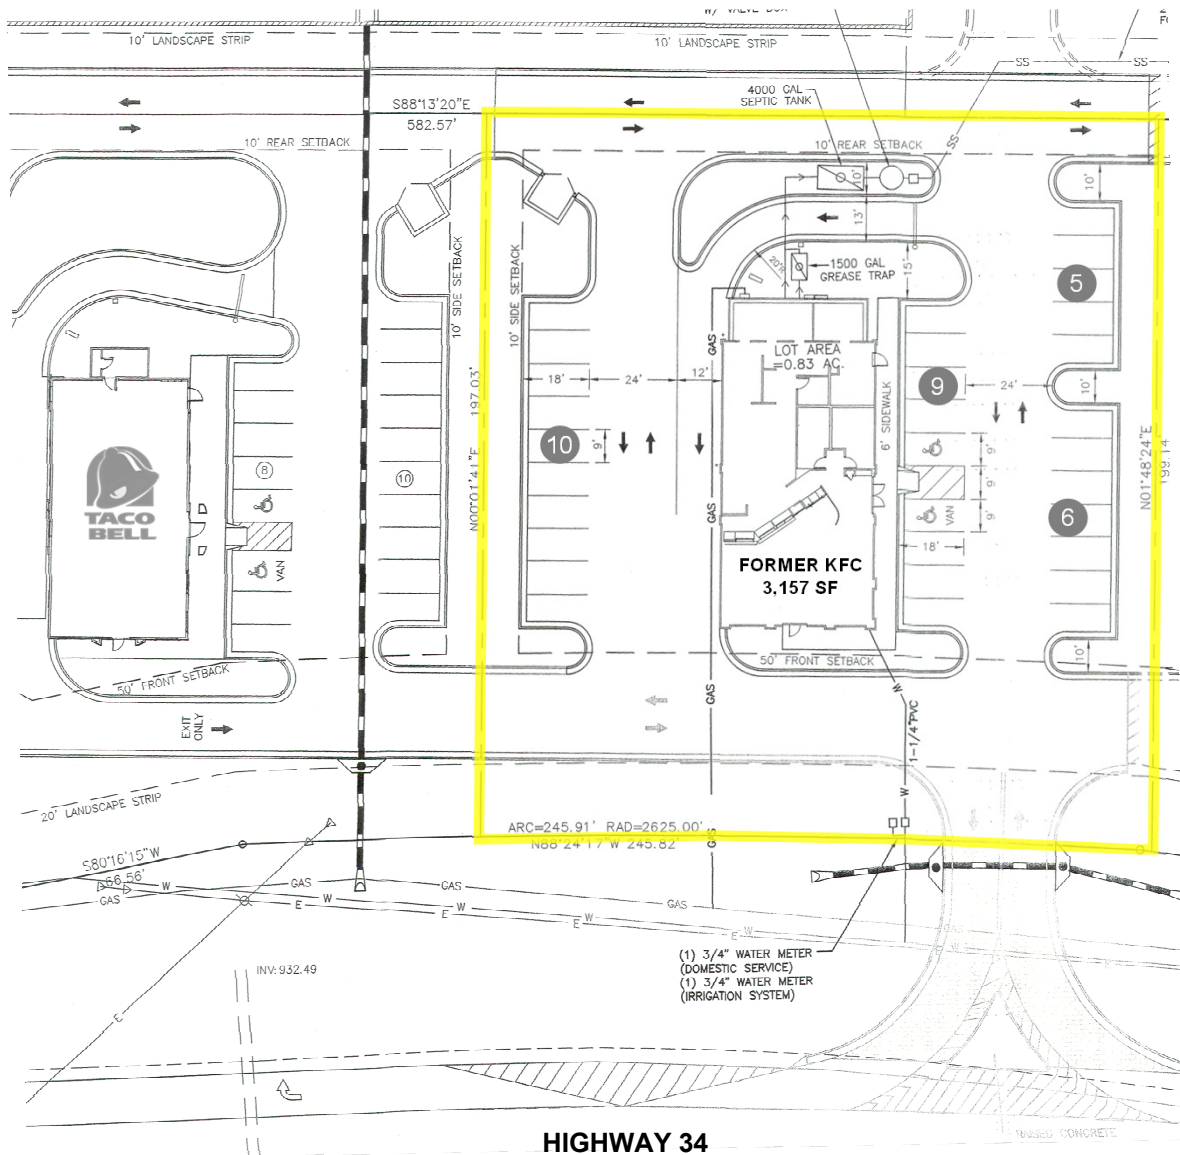 W/ VALVE BOX
10' LANDSCAPE STRIP
10' LANDSCAPE STRIP
SS
SS
4000 GAL
SEPTIC TANK
S88°13'20"E
582.57'
10' REAR SETBACK
10' REAR SETBACK
SS
10'
10'
13'
20'R
1500 GAL
GREASE TRAP
15'
5
10' SIDE SETBACK
10' SIDE SETBACK
GAS
LOT AREA
=0.83 AC.
18'
24'
12'
9
24'
10'
N00°01'41"E 197.03'
6' SIDEWALK
10
9'
9'
9'
9'
N01°48'24"E
199.14
8
10
TACO
BELL
VAN
GAS
VAN
6
18'
FORMER KFC
3,157 SF
50' FRONT SETBACK
50' FRONT SETBACK
10'
GAS
W
1-1/4"PVC
W
EXIT
ONLY
20' LANDSCAPE STRIP
ARC=245.91' RAD=2625.00'
N88°24'17"W 245.82'
GAS
S80°16'15"W
66.56'
GAS
GAS
GAS
GAS
W
W
W
W
W
E
E
E
E
E
(1) 3/4" WATER METER
(DOMESTIC SERVICE)
(1) 3/4" WATER METER
(IRRIGATION SYSTEM)
INV: 932.49
E
RAISED CONCRETE
HIGHWAY 34